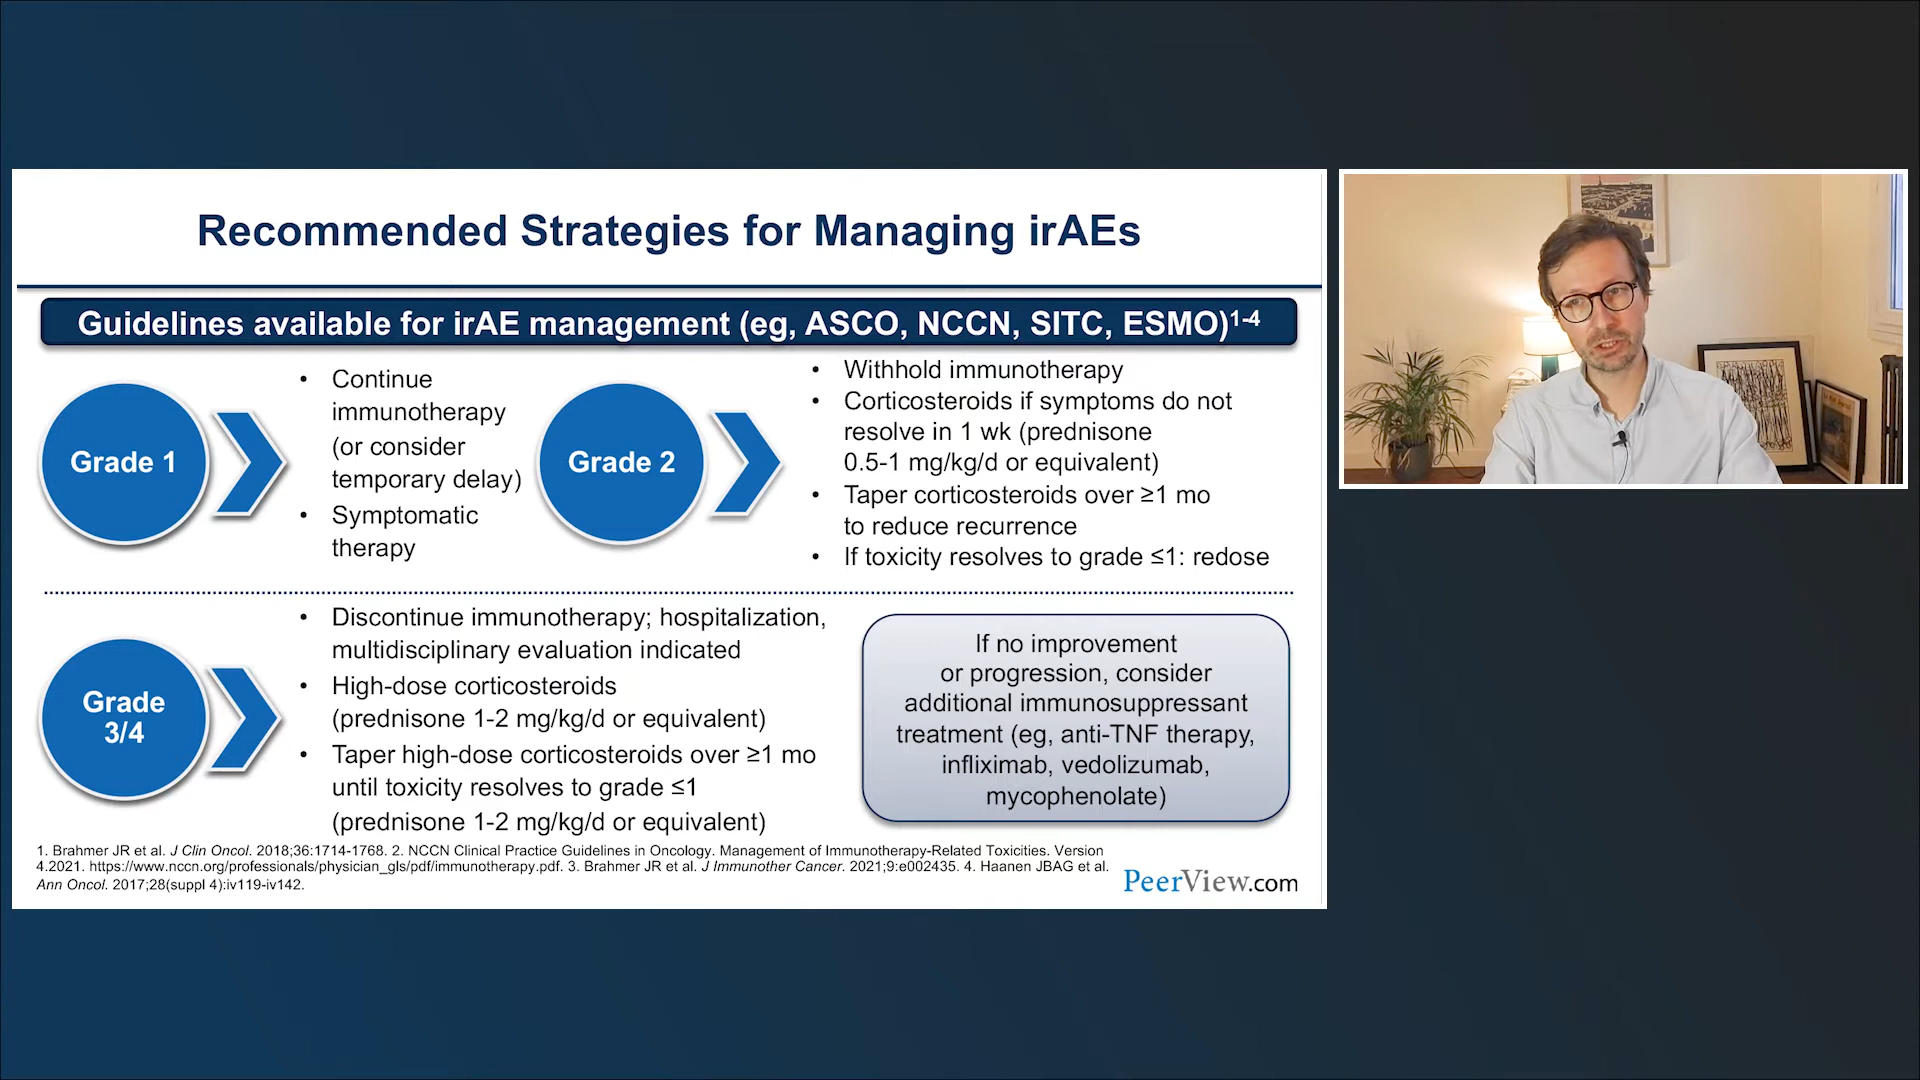 Recommended Strategies for Managing irAEs
Guidelines available for irAE management (eg, ASCO, NCCN, SITC, ESMO)1-4
Grade 1
• Continue
immunotherapy
(or consider
temporary delay)
• Symptomatic
therapy
Grade 2
• Withhold immunotherapy
• Corticosteroids if symptoms do not
resolve in 1 wk (prednisone
0.5-1 mg/kg/d or equivalent)
• Taper corticosteroids over ≥1 mo
to reduce recurrence
• If toxicity resolves to grade ≤1: redose
Grade
3/4
• Discontinue immunotherapy; hospitalization,
multidisciplinary evaluation indicated
• High-dose corticosteroids
(prednisone 1-2 mg/kg/d or equivalent)
• Taper high-dose corticosteroids over ≥1 mo
until toxicity resolves to grade ≤1
(prednisone 1-2 mg/kg/d or equivalent)
If no improvement
or progression, consider
additional immunosuppressant
treatment (eg, anti-TNF therapy,
infliximab, vedolizumab,
mycophenolate)
1. Brahmer JR et al. J Clin Oncol. 2018;36:1714-1768. 2. NCCN Clinical Practice Guidelines in Oncology. Management of Immunotherapy-Related Toxicities. Version
4.2021. https://www.nccn.org/professionals/physician_gls/pdf/immunotherapy.pdf. 3. Brahmer JR et al. J Immunother Cancer. 2021;9:e002435. 4. Haanen JBAG et al.
Ann Oncol. 2017;28(suppl 4):iv119-iv142.
PeerView.com